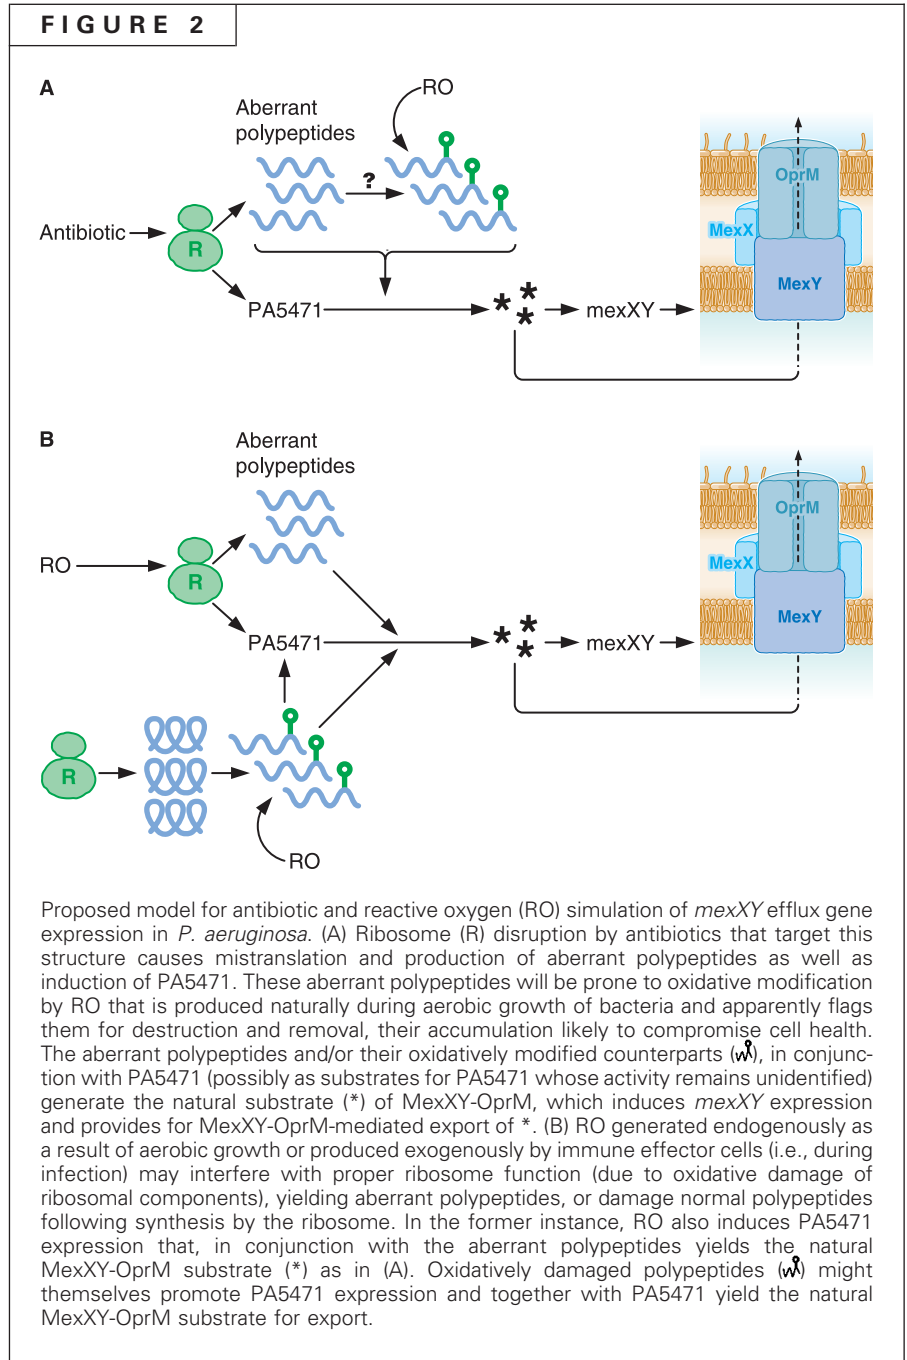 FIGURE 2
A
RO
Aberrant
polypeptides
?
OprM
Antibiotic
R
MexX
MexY
PA5471
***
mexXY
B
Aberrant
polypeptides
OprM
RO
R
MexX
MexY
PA5471
***
mexXY
R
RO
Proposed model for antibiotic and reactive oxygen (RO) simulation of mexXY efflux gene
expression in P. aeruginosa. (A) Ribosome (R) disruption by antibiotics that target this
structure causes mistranslation and production of aberrant polypeptides as well as
induction of PA5471. These aberrant polypeptides will be prone to oxidative modification
by RO that is produced naturally during aerobic growth of bacteria and apparently flags
them for destruction and removal, their accumulation likely to compromise cell health.
The aberrant polypeptides and/or their oxidatively modified counterparts ( ), in conjunc-
tion with PA5471 (possibly as substrates for PA5471 whose activity remains unidentified)
generate the natural substrate (*) of MexXY-OprM, which induces mexXY expression
and provides for MexXY-OprM-mediated export of *. (B) RO generated endogenously as
a result of aerobic growth or produced exogenously by immune effector cells (i.e., during
infection) may interfere with proper ribosome function (due to oxidative damage of
ribosomal components), yielding aberrant polypeptides, or damage normal polypeptides
following synthesis by the ribosome. In the former instance, RO also induces PA5471
expression that, in conjunction with the aberrant polypeptides yields the natural
MexXY-OprM substrate (*) as in (A). Oxidatively damaged polypeptides ( ) might
themselves promote PA5471 expression and together with PA5471 yield the natural
MexXY-OprM substrate for export.